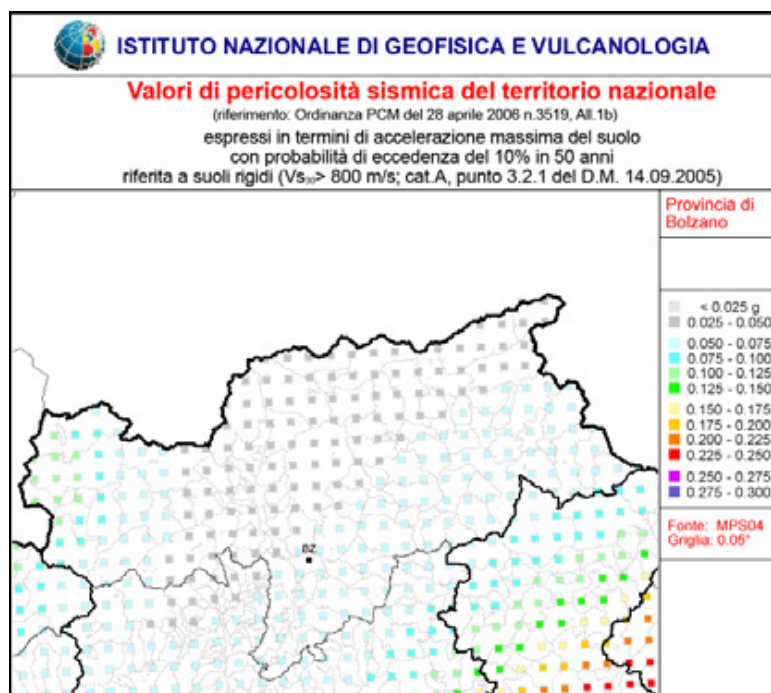 ISTITUTO NAZIONALE DI GEOFISICA E VULCANOLOGIA
Valori di pericolosità sismica del territorio nazionale
(riferimento: Ordinanza PCM del 28 aprile 2006 n.3519, All.1b)
espressi in termini di accelerazione massima del suolo
con probabilità di eccedenza del 10% in 50 anni
riferita a suoli rigidi (Vs₃₀> 800 m/s; cat.A, punto 3.2.1 del D.M. 14.09.2005)
Provincia di
Bolzano
< 0.025 g
0.025 - 0.050
0.050 - 0.075
0.075 - 0.100
0.100 - 0.125
0.125 - 0.150
0.150 - 0.175
0.175 - 0.200
0.200 - 0.225
0.225 - 0.250
0.250 - 0.275
0.275 - 0.300
Fonte: MPS04
Griglia: 0.05°
BZ